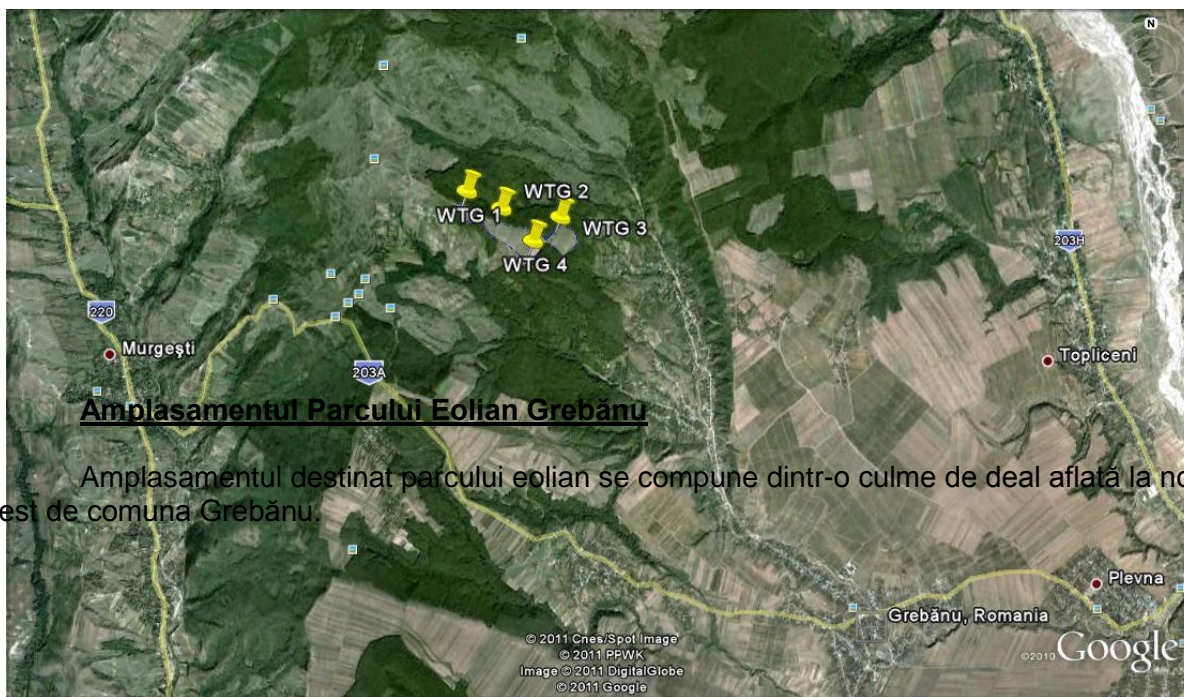 N
WTG 2
WTG 1
WTG 3
WTG 4
203H
220
Murgeşti
Topliceni
203A
Amplasamentul Parcului Eolian Grebănu
Amplasamentul destinat parcului eolian se compune dintr-o culme de deal aflată la
est de comuna Grebănu.
Plevna
Grebănu, Romania
© 2011 Cnes/Spot Image
© 2011 PPWK
Image © 2011 DigitalGlobe
© 2011 Google
©2010 Google